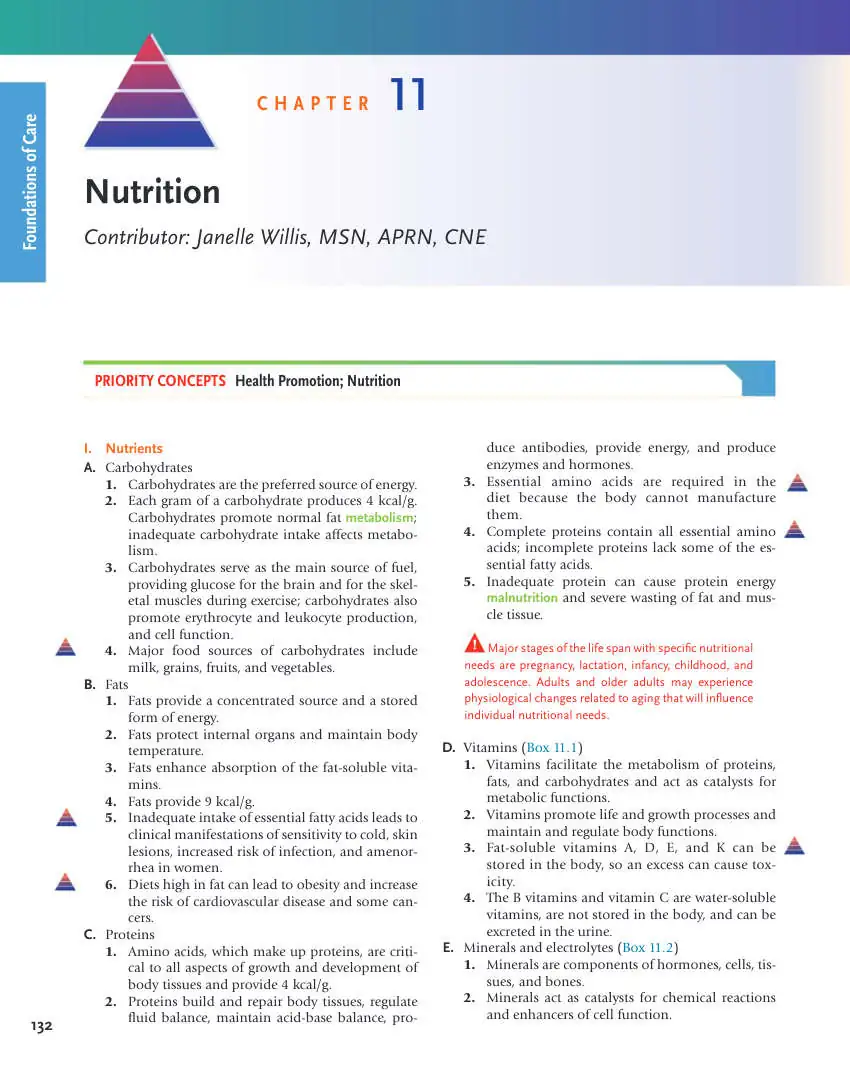 CHAPTER 11
Foundations of Care
Nutrition
Contributor: Janelle Willis, MSN, APRN, CNE
PRIORITY CONCEPTS Health Promotion; Nutrition
I. Nutrients
A. Carbohydrates
1. Carbohydrates are the preferred source of energy.
2. Each gram of a carbohydrate produces 4 kcal/g.
Carbohydrates promote normal fat metabolism;
inadequate carbohydrate intake affects metabo-
lism.
3. Carbohydrates serve as the main source of fuel,
providing glucose for the brain and for the skel-
etal muscles during exercise; carbohydrates also
promote erythrocyte and leukocyte production,
and cell function.
4. Major food sources of carbohydrates include
milk, grains, fruits, and vegetables.
B. Fats
1. Fats provide a concentrated source and a stored
form of energy.
2. Fats protect internal organs and maintain body
temperature.
3. Fats enhance absorption of the fat-soluble vita-
mins.
4. Fats provide 9 kcal/g.
5. Inadequate intake of essential fatty acids leads to
clinical manifestations of sensitivity to cold, skin
lesions, increased risk of infection, and amenor-
rhea in women.
6. Diets high in fat can lead to obesity and increase
the risk of cardiovascular disease and some can-
cers.
C. Proteins
1. Amino acids, which make up proteins, are criti-
cal to all aspects of growth and development of
body tissues and provide 4 kcal/g.
2. Proteins build and repair body tissues, regulate
fluid balance, maintain acid-base balance, pro-
duce antibodies, provide energy, and produce
enzymes and hormones.
3. Essential amino acids are required in the
diet because the body cannot manufacture
them.
4. Complete proteins contain all essential amino
acids; incomplete proteins lack some of the es-
sential fatty acids.
5. Inadequate protein can cause protein energy
malnutrition and severe wasting of fat and mus-
cle tissue.
Major stages of the life span with specific nutritional
needs are pregnancy, lactation, infancy, childhood, and
adolescence. Adults and older adults may experience
physiological changes related to aging that will influence
individual nutritional needs.
D. Vitamins (Box 11.1)
1. Vitamins facilitate the metabolism of proteins,
fats, and carbohydrates and act as catalysts for
metabolic functions.
2. Vitamins promote life and growth processes and
maintain and regulate body functions.
3. Fat-soluble vitamins A, D, E, and K can be
stored in the body, so an excess can cause tox-
icity.
4. The B vitamins and vitamin C are water-soluble
vitamins, are not stored in the body, and can be
excreted in the urine.
E. Minerals and electrolytes (Box 11.2)
1. Minerals are components of hormones, cells, tis-
sues, and bones.
2. Minerals act as catalysts for chemical reactions
and enhancers of cell function.
132